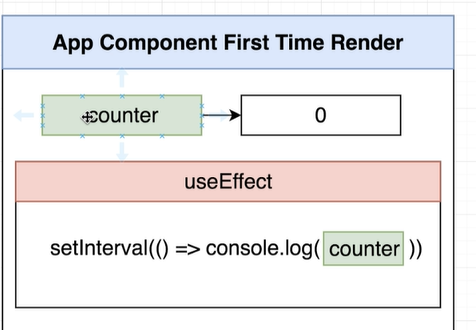 App Component First Time Render
counter
0
useEffect
setInterval(() => console.log( counter ))